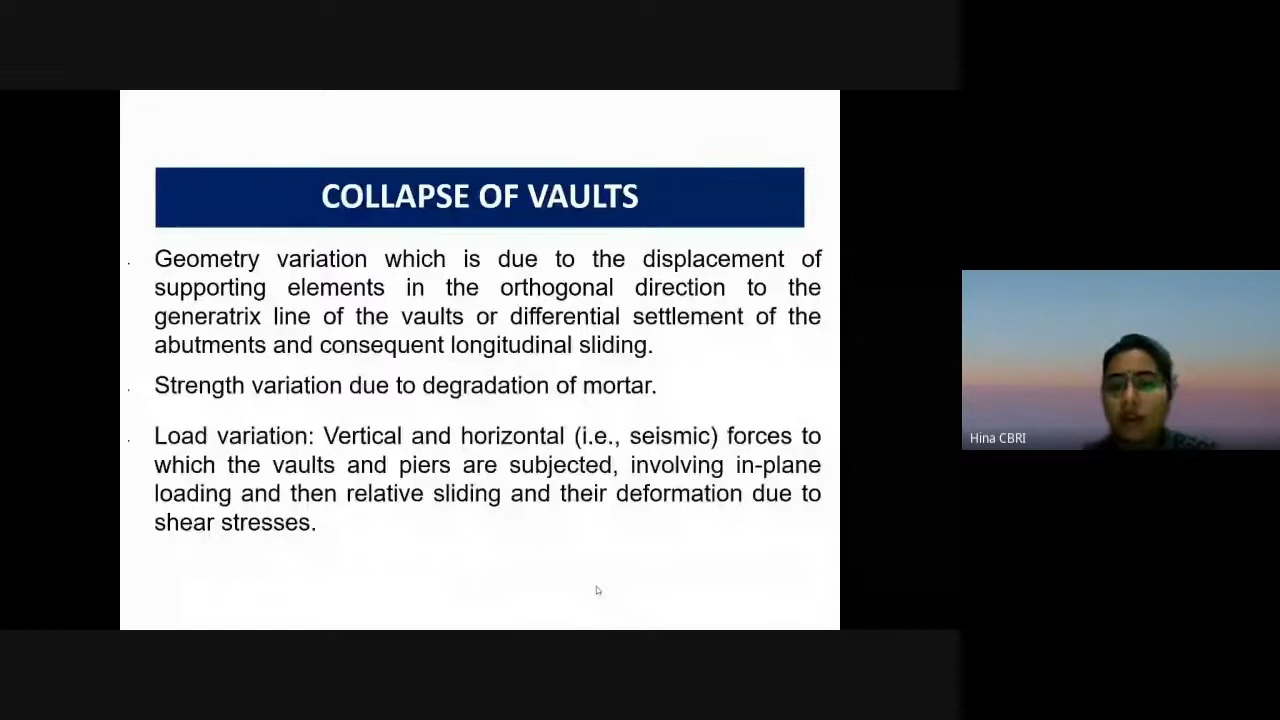 COLLAPSE OF VAULTS
Geometry variation which is due to the displacement of
supporting elements in the orthogonal direction to the
generatrix line of the vaults or differential settlement of the
abutments and consequent longitudinal sliding.
Strength variation due to degradation of mortar.
Load variation: Vertical and horizontal (i.e., seismic) forces to
which the vaults and piers are subjected, involving in-plane
loading and then relative sliding and their deformation due to
shear stresses.
Hina CBRI